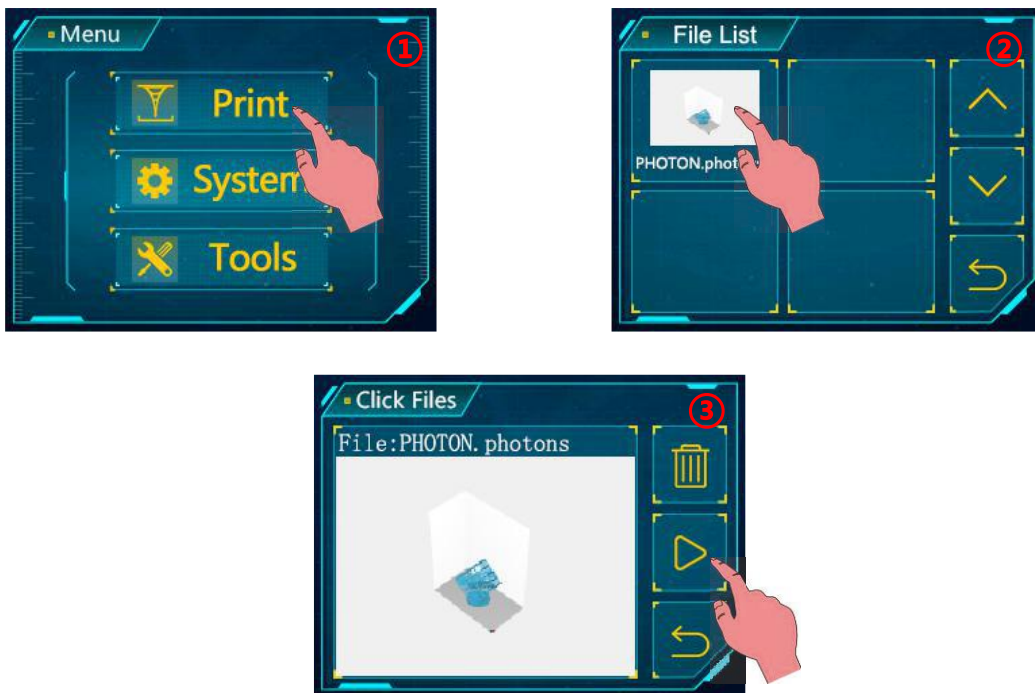 Menu
①
Print
System
Tools
File List
②
PHOTON.phot
Click Files
③
File:PHOTON.photons